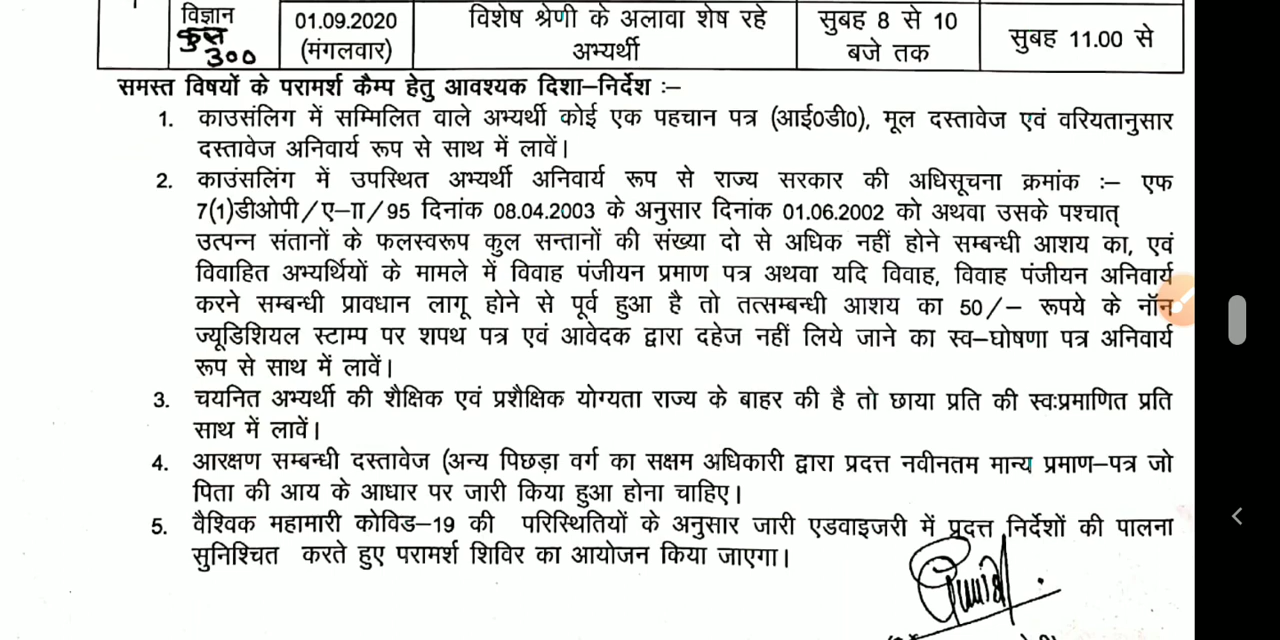 1
विज्ञान
कुल
300
01.09.2020
(मंगलवार)
विशेष श्रेणी के अलावा शेष रहे
अभ्यर्थी
सुबह 8 से 10
बजे तक
सुबह 11.00 से
समस्त विषयों के परामर्श कैम्प हेतु आवश्यक दिशा–निर्देश :–
1. काउसंलिग में सम्मिलित वाले अभ्यर्थी कोई एक पहचान पत्र (आई0डी0), मूल दस्तावेज एवं वरियतानुसार
दस्तावेज अनिवार्य रूप से साथ में लावें।
2. काउंसलिंग में उपस्थित अभ्यर्थी अनिवार्य रूप से राज्य सरकार की अधिसूचना क्रमांक :– एफ
7(1)डीओपी/ए–II/95 दिनांक 08.04.2003 के अनुसार दिनांक 01.06.2002 को अथवा उसके पश्चात्
उत्पन्न संतानों के फलस्वरूप कुल सन्तानों की संख्या दो से अधिक नहीं होने सम्बन्धी आशय का, एवं
विवाहित अभ्यर्थियों के मामले में विवाह पंजीयन प्रमाण पत्र अथवा यदि विवाह, विवाह पंजीयन अनिवार्य
करने सम्बन्धी प्रावधान लागू होने से पूर्व हुआ है तो तत्सम्बन्धी आशय का 50/– रूपये के नॉन
ज्यूडिशियल स्टाम्प पर शपथ पत्र एवं आवेदक द्वारा दहेज नहीं लिये जाने का स्व–घोषणा पत्र अनिवार्य
रूप से साथ में लावें।
3. चयनित अभ्यर्थी की शैक्षिक एवं प्रशैक्षिक योग्यता राज्य के बाहर की है तो छाया प्रति की स्वःप्रमाणित प्रति
साथ में लावें।
4. आरक्षण सम्बन्धी दस्तावेज (अन्य पिछड़ा वर्ग का सक्षम अधिकारी द्वारा प्रदत्त नवीनतम मान्य प्रमाण–पत्र जो
पिता की आय के आधार पर जारी किया हुआ होना चाहिए।
5. वैश्विक महामारी कोविड–19 की परिस्थितियों के अनुसार जारी एडवाइजरी में प्रदत्त निर्देशों की पालना
सुनिश्चित करते हुए परामर्श शिविर का आयोजन किया जाएगा।